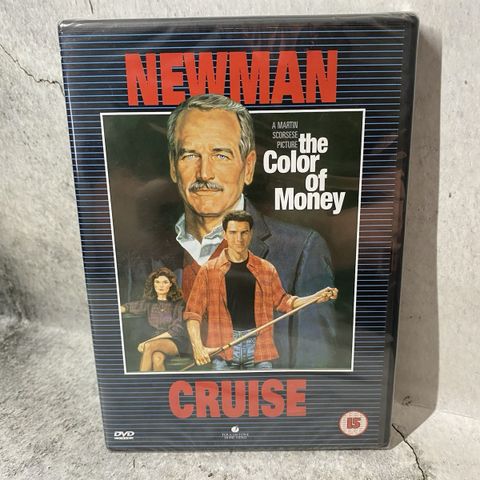 NEWMAN
A MARTIN
SCORSESE
PICTURE
the
Color
of
Money
CRUISE
DVD
15